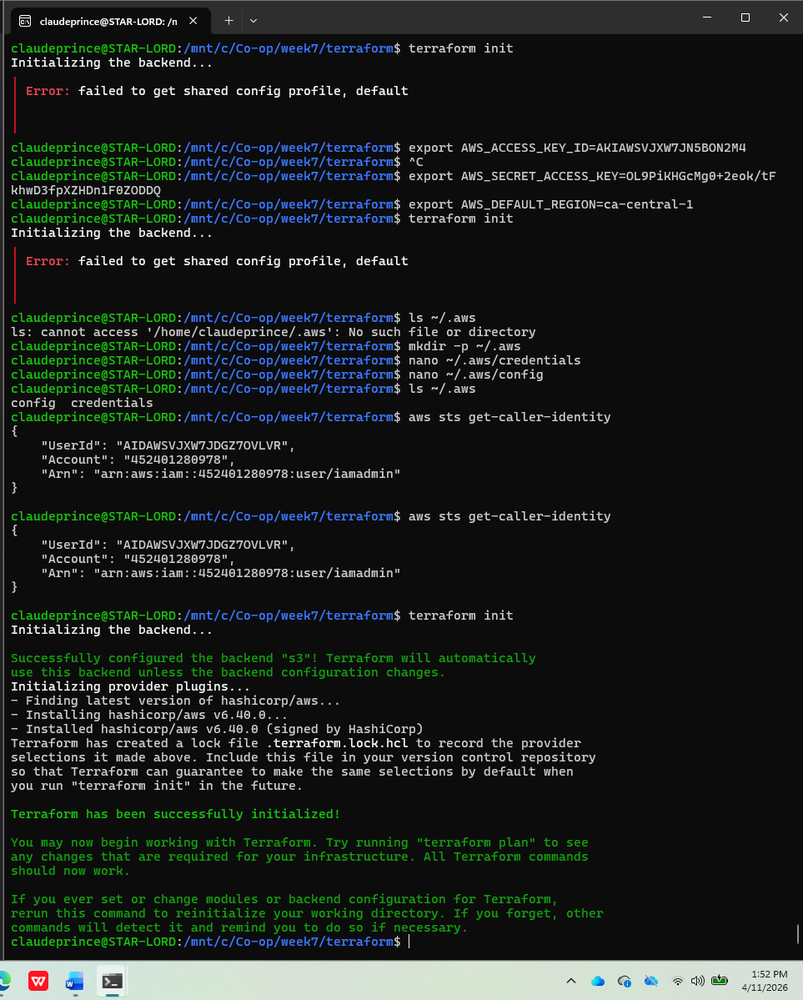 claudeprince@STAR-LORD: /n
claudeprince@STAR-LORD:/mnt/c/Co-op/week7/terraform$ terraform init
Initializing the backend...
Error: failed to get shared config profile, default
claudeprince@STAR-LORD:/mnt/c/Co-op/week7/terraform$ export AWS_ACCESS_KEY_ID=AKIAWSVJXW7JN5BON2M4
claudeprince@STAR-LORD:/mnt/c/Co-op/week7/terraform$ ^C
claudeprince@STAR-LORD:/mnt/c/Co-op/week7/terraform$ export AWS_SECRET_ACCESS_KEY=OL9PiKHGcMg0+2eok/tF
khwD3fpXZHDn1F0ZODDQ
claudeprince@STAR-LORD:/mnt/c/Co-op/week7/terraform$ export AWS_DEFAULT_REGION=ca-central-1
claudeprince@STAR-LORD:/mnt/c/Co-op/week7/terraform$ terraform init
Initializing the backend...
Error: failed to get shared config profile, default
claudeprince@STAR-LORD:/mnt/c/Co-op/week7/terraform$ ls ~/.aws
ls: cannot access '/home/claudeprince/.aws': No such file or directory
claudeprince@STAR-LORD:/mnt/c/Co-op/week7/terraform$ mkdir -p ~/.aws
claudeprince@STAR-LORD:/mnt/c/Co-op/week7/terraform$ nano ~/.aws/credentials
claudeprince@STAR-LORD:/mnt/c/Co-op/week7/terraform$ nano ~/.aws/config
claudeprince@STAR-LORD:/mnt/c/Co-op/week7/terraform$ ls ~/.aws
config  credentials
claudeprince@STAR-LORD:/mnt/c/Co-op/week7/terraform$ aws sts get-caller-identity
{
    "UserId": "AIDAWSVJXW7JDGZ7OVLVR",
    "Account": "452401280978",
    "Arn": "arn:aws:iam::452401280978:user/iamadmin"
}
claudeprince@STAR-LORD:/mnt/c/Co-op/week7/terraform$ aws sts get-caller-identity
{
    "UserId": "AIDAWSVJXW7JDGZ7OVLVR",
    "Account": "452401280978",
    "Arn": "arn:aws:iam::452401280978:user/iamadmin"
}
claudeprince@STAR-LORD:/mnt/c/Co-op/week7/terraform$ terraform init
Initializing the backend...
Successfully configured the backend "s3"! Terraform will automatically
use this backend unless the backend configuration changes.
Initializing provider plugins...
- Finding latest version of hashicorp/aws...
- Installing hashicorp/aws v6.40.0...
- Installed hashicorp/aws v6.40.0 (signed by HashiCorp)
Terraform has created a lock file .terraform.lock.hcl to record the provider
selections it made above. Include this file in your version control repository
so that Terraform can guarantee to make the same selections by default when
you run "terraform init" in the future.
Terraform has been successfully initialized!
You may now begin working with Terraform. Try running "terraform plan" to see
any changes that are required for your infrastructure. All Terraform commands
should now work.
If you ever set or change modules or backend configuration for Terraform,
rerun this command to reinitialize your working directory. If you forget, other
commands will detect it and remind you to do so if necessary.
claudeprince@STAR-LORD:/mnt/c/Co-op/week7/terraform$
1:52 PM
4/11/2026